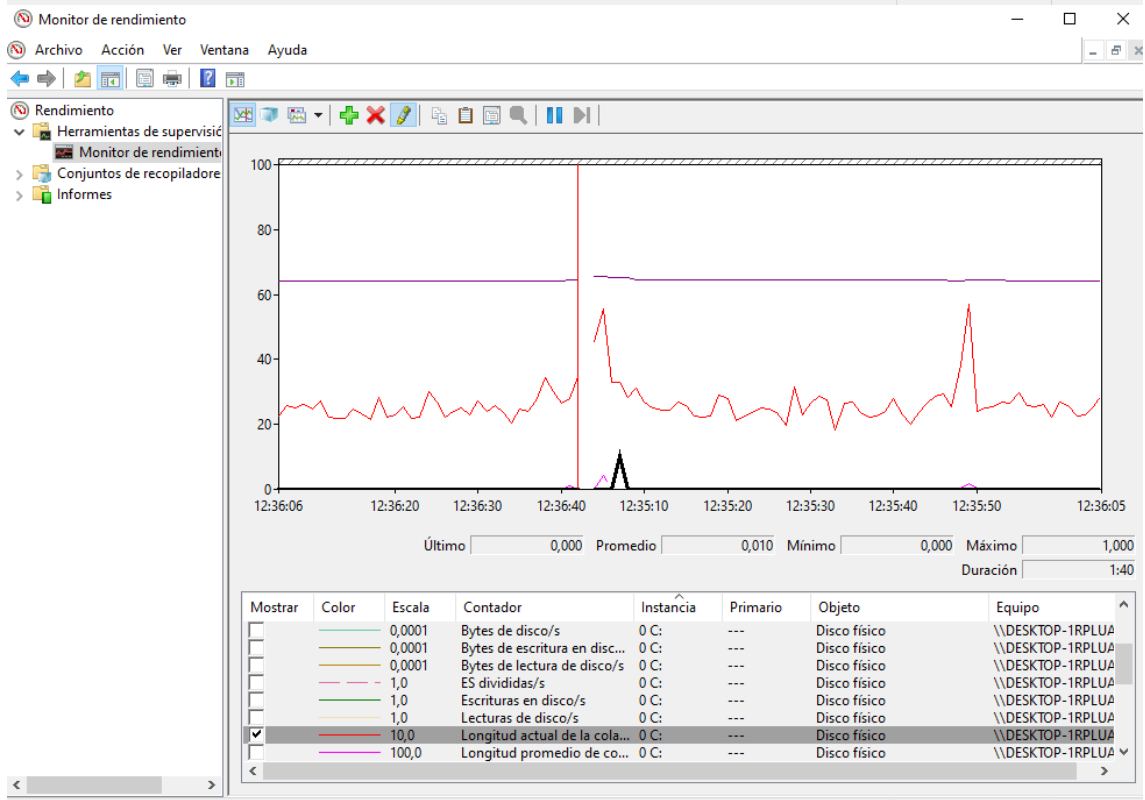 Monitor de rendimiento
Archivo Acción Ver Ventana Ayuda
Rendimiento
Herramientas de supervisió
Monitor de rendimient
Conjuntos de recopiladore
Informes
100
80
60
40
20
0
12:36:06 12:36:20 12:36:30 12:36:40 12:35:10 12:35:20 12:35:30 12:35:40 12:35:50 12:36:05
Último 0,000 Promedio 0,010 Mínimo 0,000 Máximo 1,000
Duración 1:40
Mostrar Color Escala Contador Instancia Primario Objeto Equipo
0,0001 Bytes de disco/s 0 C: --- Disco físico \\DESKTOP-1RPLUA
0,0001 Bytes de escritura en disc... 0 C: --- Disco físico \\DESKTOP-1RPLUA
0,0001 Bytes de lectura de disco/s 0 C: --- Disco físico \\DESKTOP-1RPLUA
1,0 ES divididas/s 0 C: --- Disco físico \\DESKTOP-1RPLUA
1,0 Escrituras en disco/s 0 C: --- Disco físico \\DESKTOP-1RPLUA
1,0 Lecturas de disco/s 0 C: --- Disco físico \\DESKTOP-1RPLUA
10,0 Longitud actual de la cola... 0 C: --- Disco físico \\DESKTOP-1RPLUA
100,0 Longitud promedio de co... 0 C: --- Disco físico \\DESKTOP-1RPLUA